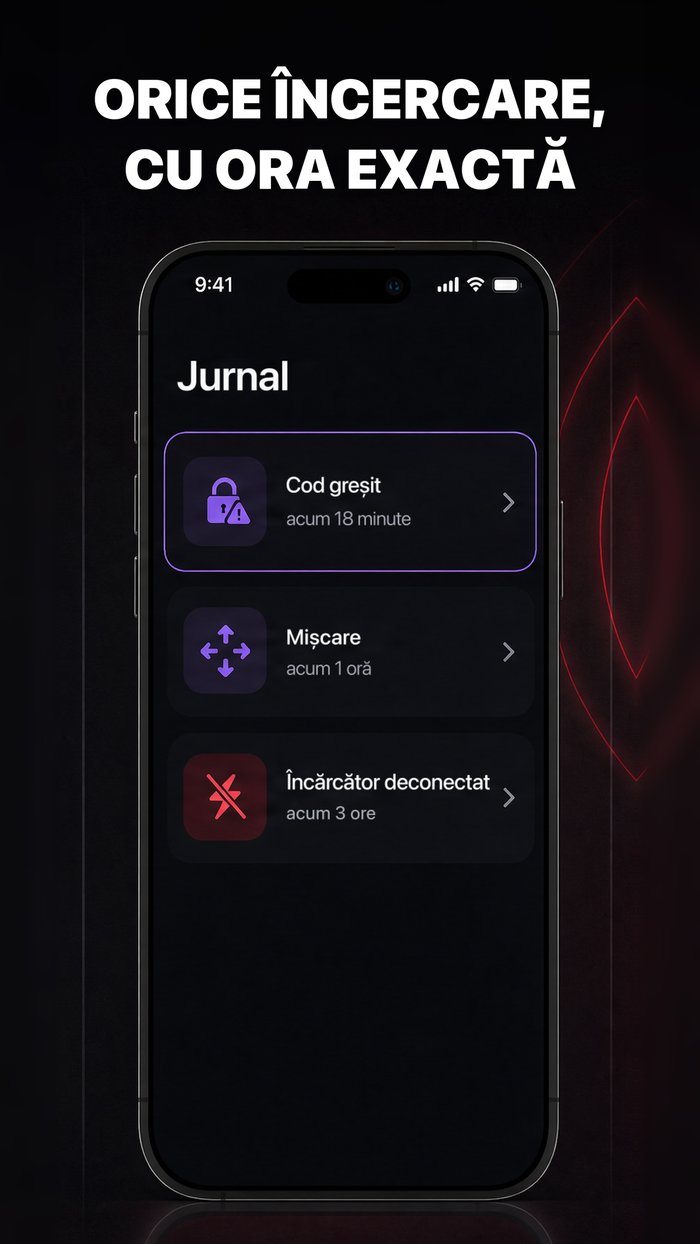 ORICE ÎNCERCARE,
CU ORA EXACTĂ
9:41
Jurnal
Cod greșit
acum 18 minute
Mișcare
acum 1 oră
Încărcător deconectat
acum 3 ore